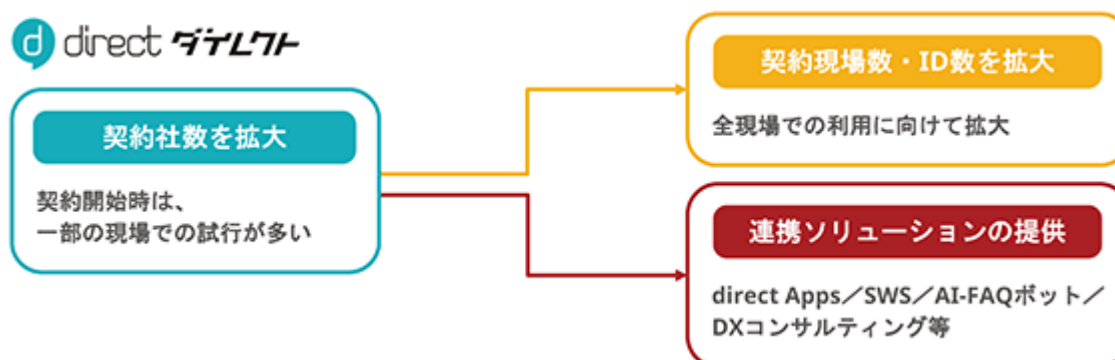 direct ダイレクト
契約社数を拡大
契約開始時は、
一部の現場での試行が多い
契約現場数・ID数を拡大
全現場での利用に向けて拡大
連携ソリューションの提供
direct Apps／SWS／AI-FAQボット／
DXコンサルティング等